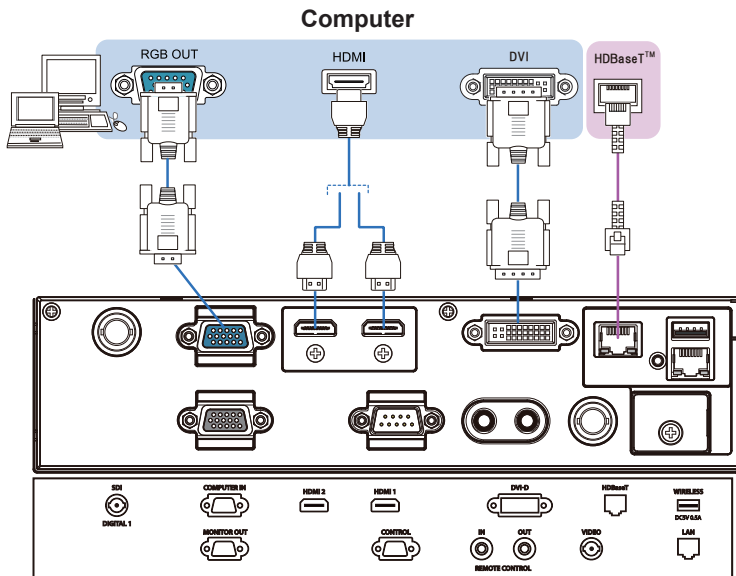 Computer
RGB OUT
HDMI
DVI
HDBaseT™
SDI
COMPUTER IN
HDMI 2
HDMI 1
DVI-D
HDBaseT
WIRELESS
DIGITAL 1
DC5V 0.5A
MONITOR OUT
CONTROL
IN
OUT
VIDEO
LAN
REMOTE CONTROL